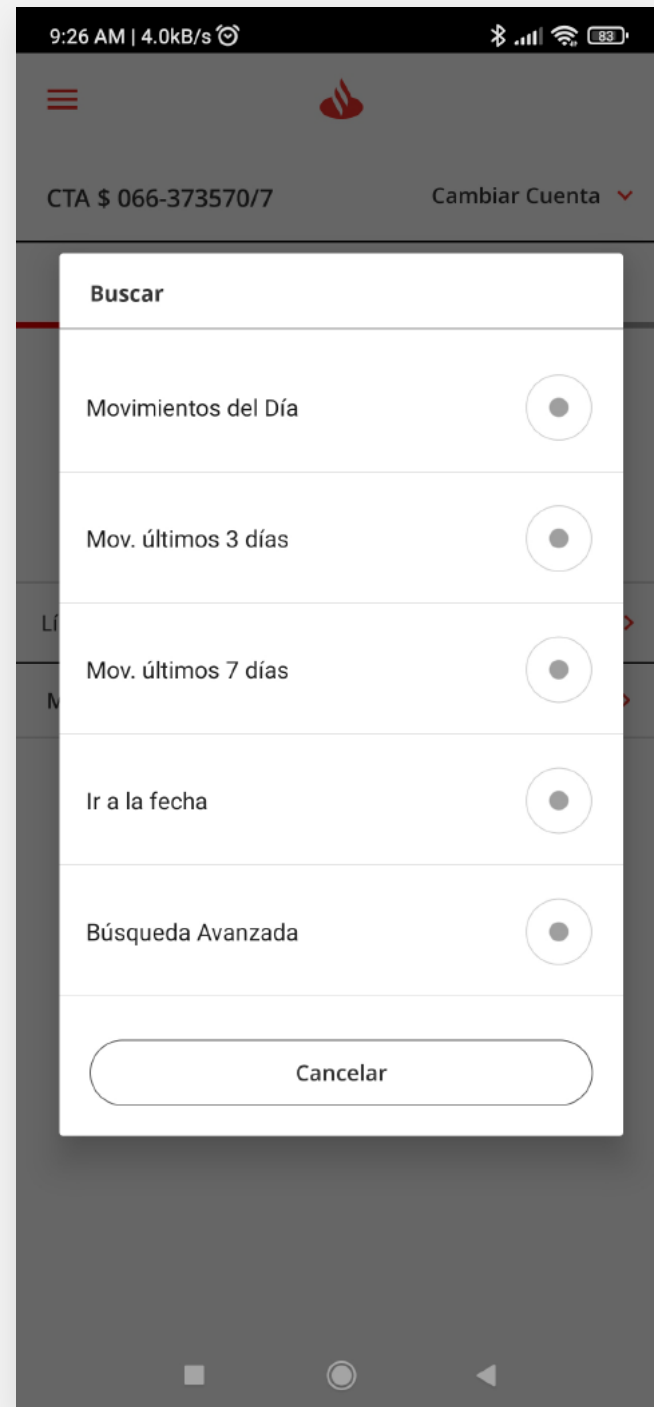 9:26 AM | 4.0kB/s
83
CTA $ 066-373570/7
Cambiar Cuenta
Buscar
Movimientos del Día
Mov. últimos 3 días
Lí
Mov. últimos 7 días
M
Ir a la fecha
Búsqueda Avanzada
Cancelar